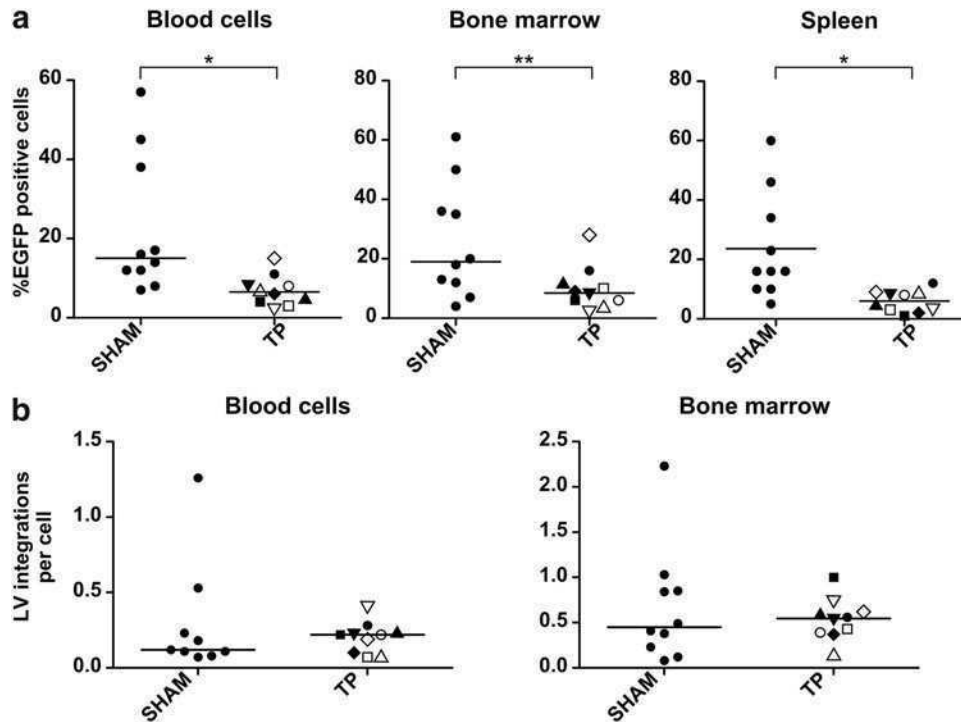 a
Blood cells
Bone marrow
Spleen
* ** *
%EGFP positive cells
60
40
20
0
SHAM
TP
80
60
40
20
0
SHAM
TP
80
60
40
20
0
SHAM
TP
b
Blood cells
Bone marrow
LV integrations
per cell
1.5
1.0
0.5
0.0
SHAM
TP
2.5
2.0
1.5
1.0
0.5
0.0
SHAM
TP